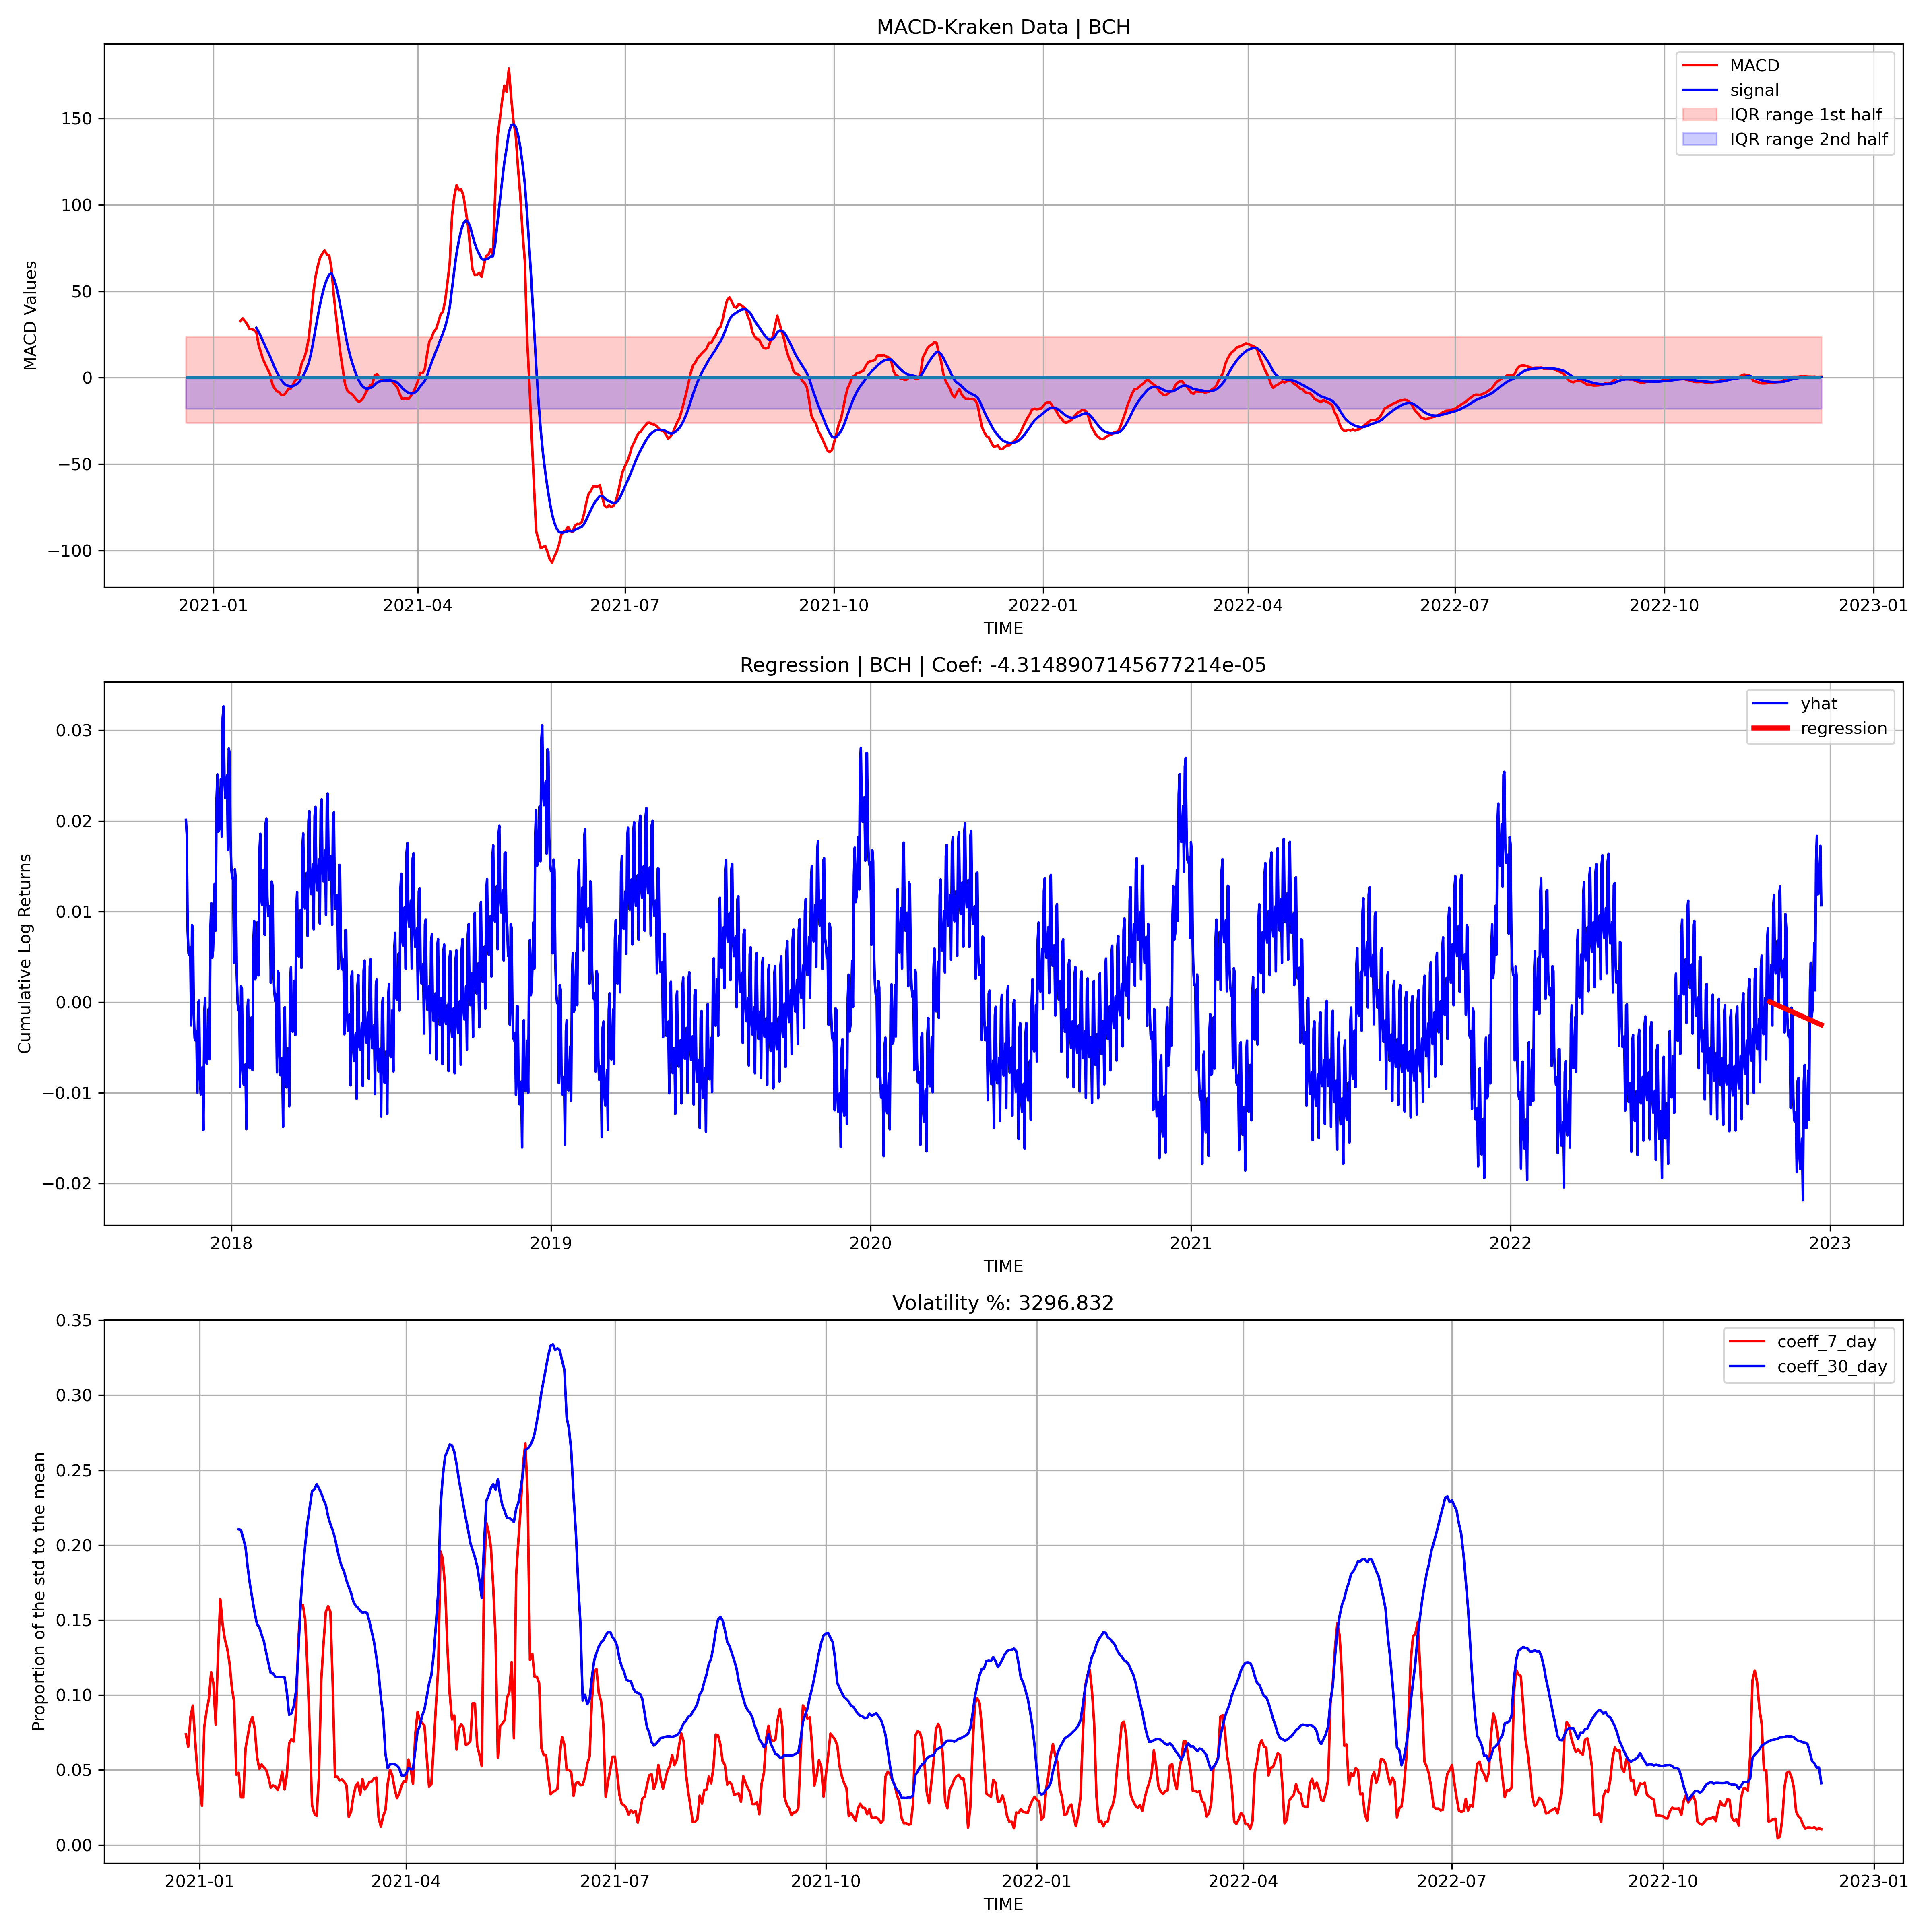 MACD-Kraken Data | BCH
MACD
signal
IQR range 1st half
IQR range 2nd half
MACD Values
150
100
50
0
−50
−100
2021-01 2021-04 2021-07 2021-10 2022-01 2022-04 2022-07 2022-10 2023-01
TIME
Regression | BCH | Coef: -4.3148907145677214e-05
yhat
regression
Cumulative Log Returns
0.03
0.02
0.01
0.00
−0.01
−0.02
2018 2019 2020 2021 2022 2023
TIME
Volatility %: 3296.832
coeff_7_day
coeff_30_day
Proportion of the std to the mean
0.35
0.30
0.25
0.20
0.15
0.10
0.05
0.00
2021-01 2021-04 2021-07 2021-10 2022-01 2022-04 2022-07 2022-10 2023-01
TIME